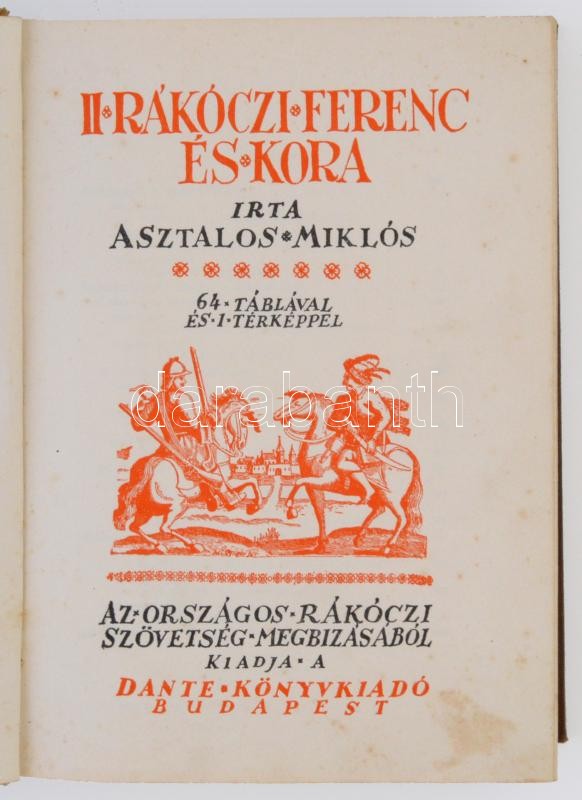 II·RÁKÓCZI·FERENC
ÉS·KORA
IRTA
ASZTALOS·MIKLÓS
64·TÁBLÁVAL
ÉS·1·TÉRKÉPPEL
darabanth
AZ·ORSZÁGOS·RÁKÓCZI
SZÖVETSÉG·MEGBIZÁSÁBÓL
KIADJA·A
DANTE·KÖNYVKIADÓ
BUDAPEST